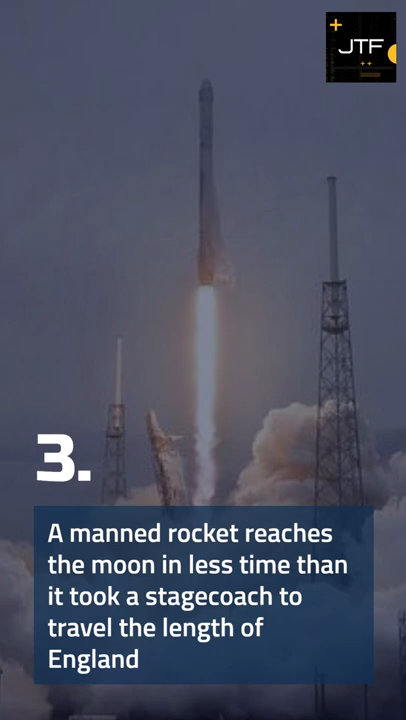 JTF
3.
A manned rocket reaches
the moon in less time than
it took a stagecoach to
travel the length of
England